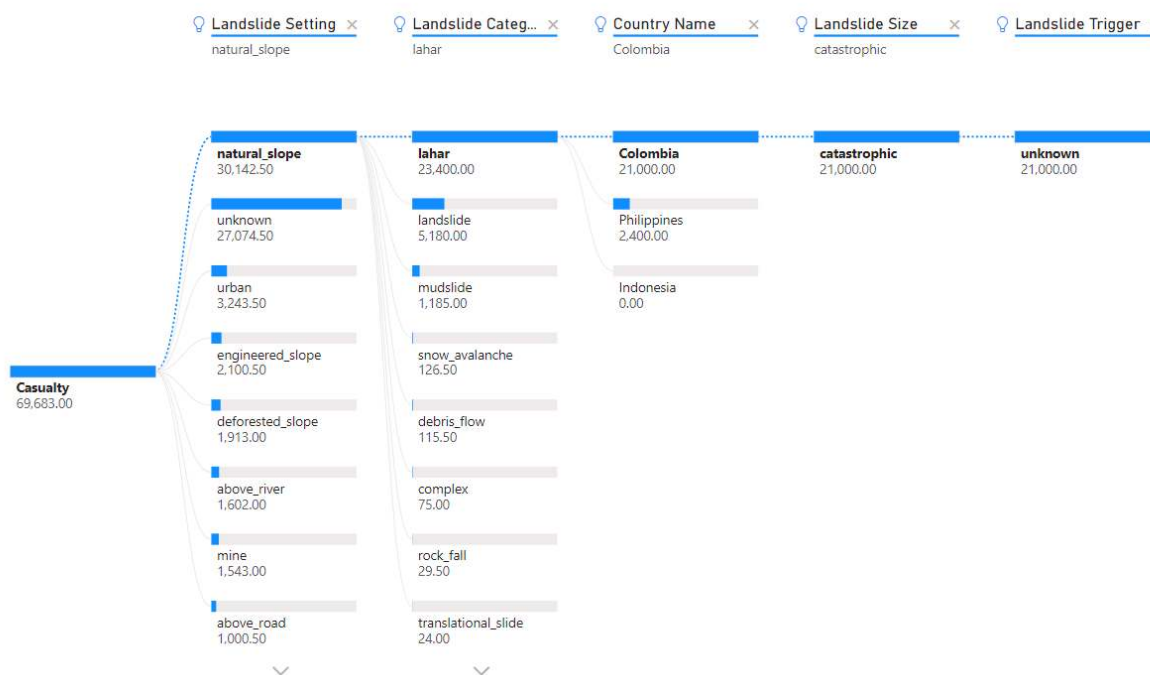 Landslide Setting
natural_slope
Landslide Categ...
lahar
Country Name
Colombia
Landslide Size
catastrophic
Landslide Trigger
Casualty
69,683.00
natural_slope
30,142.50
unknown
27,074.50
urban
3,243.50
engineered_slope
2,100.50
deforested_slope
1,913.00
above_river
1,602.00
mine
1,543.00
above_road
1,000.50
lahar
23,400.00
landslide
5,180.00
mudslide
1,185.00
snow_avalanche
126.50
debris_flow
115.50
complex
75.00
rock_fall
29.50
translational_slide
24.00
Colombia
21,000.00
Philippines
2,400.00
Indonesia
0.00
catastrophic
21,000.00
unknown
21,000.00